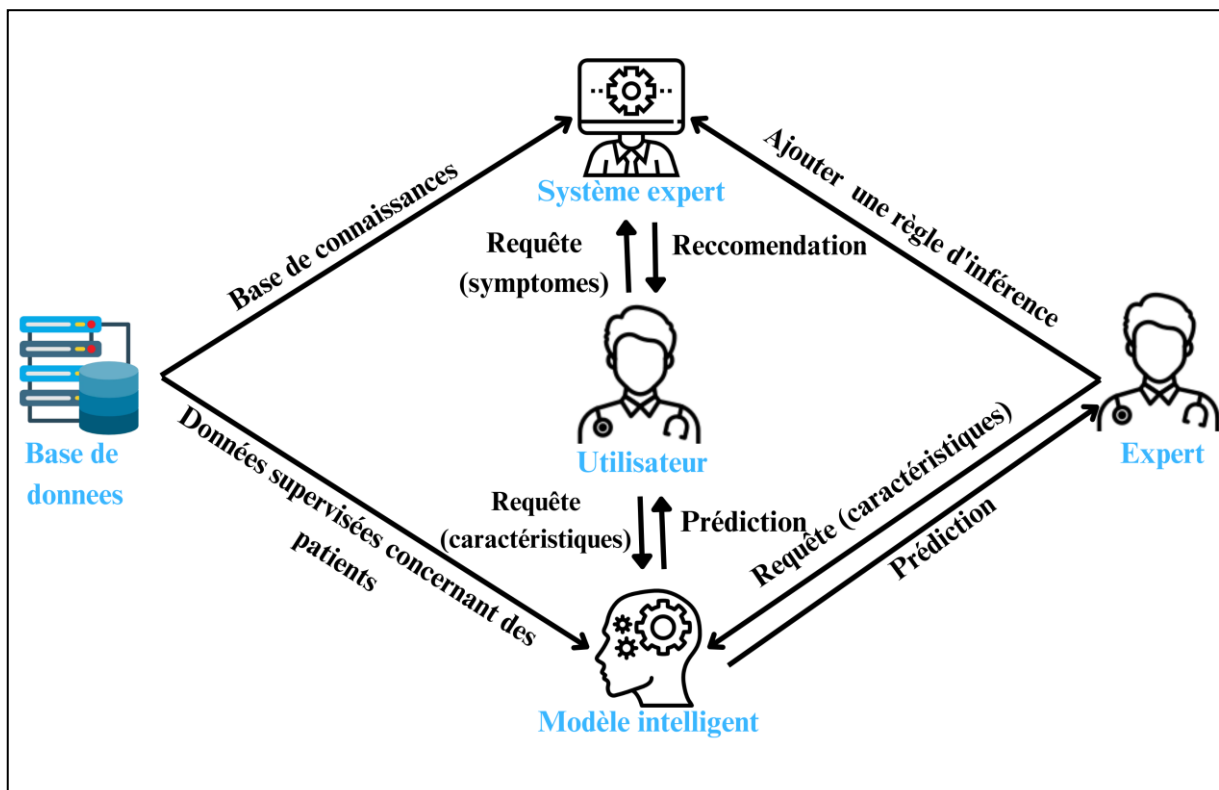 Système expert
Base de connaissances
Ajouter une règle d'inférence
Requête
(symptomes)
Reccomendation
Base de
donnees
Utilisateur
Expert
Données supervisées concernant des
patients
Requête
(caractéristiques)
Prédiction
Requête (caractéristiques)
Prédiction
Modèle intelligent